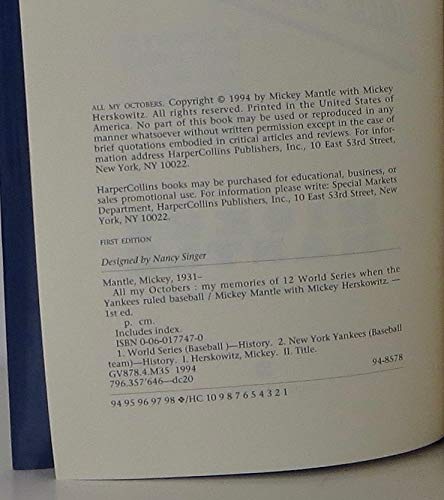 ALL MY OCTOBERS. Copyright © 1994 by Mickey Mantle with Mickey
Herskowitz. All rights reserved. Printed in the United States of
America. No part of this book may be used or reproduced in any
manner whatsoever without written permission except in the case of
brief quotations embodied in critical articles and reviews. For infor-
mation address HarperCollins Publishers, Inc., 10 East 53rd Street,
New York, NY 10022.
HarperCollins books may be purchased for educational, business, or
sales promotional use. For information please write: Special Markets
Department, HarperCollins Publishers, Inc., 10 East 53rd Street, New
York, NY 10022.
FIRST EDITION
Designed by Nancy Singer
Mantle, Mickey, 1931–
All my Octobers : my memories of 12 World Series when the
Yankees ruled baseball / Mickey Mantle with Mickey Herskowitz. —
1st ed.
p. cm.
Includes index.
ISBN 0-06-017747-0
1. World Series (Baseball )—History. 2. New York Yankees (Baseball
team)—History. I. Herskowitz, Mickey. II. Title.
GV878.4.M35 1994
796.357'646—dc20 94-8578
94 95 96 97 98 ❖/HC 10 9 8 7 6 5 4 3 2 1